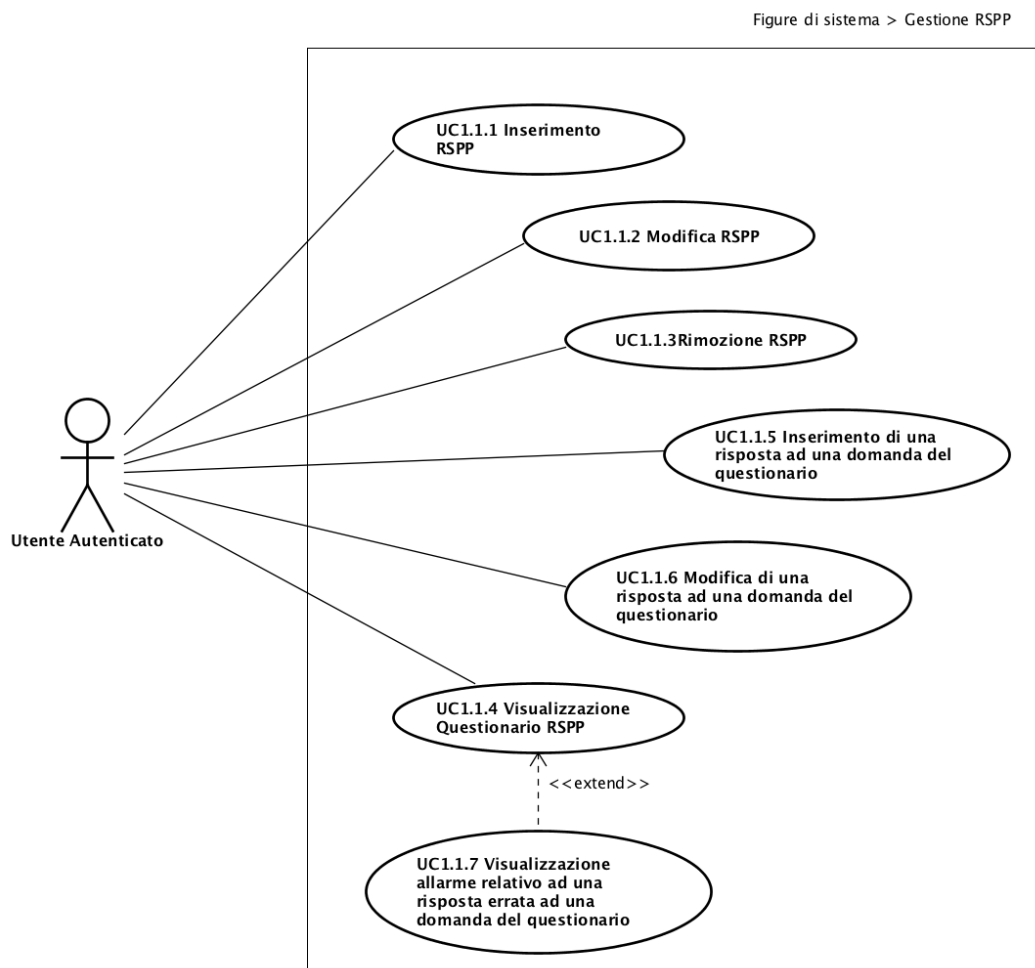 Figure di sistema > Gestione RSPP
UC1.1.1 Inserimento
RSPP
UC1.1.2 Modifica RSPP
UC1.1.3Rimozione RSPP
UC1.1.5 Inserimento di una
risposta ad una domanda del
questionario
Utente Autenticato
UC1.1.6 Modifica di una
risposta ad una domanda del
questionario
UC1.1.4 Visualizzazione
Questionario RSPP
<<extend>>
UC1.1.7 Visualizzazione
allarme relativo ad una
risposta errata ad una
domanda del questionario